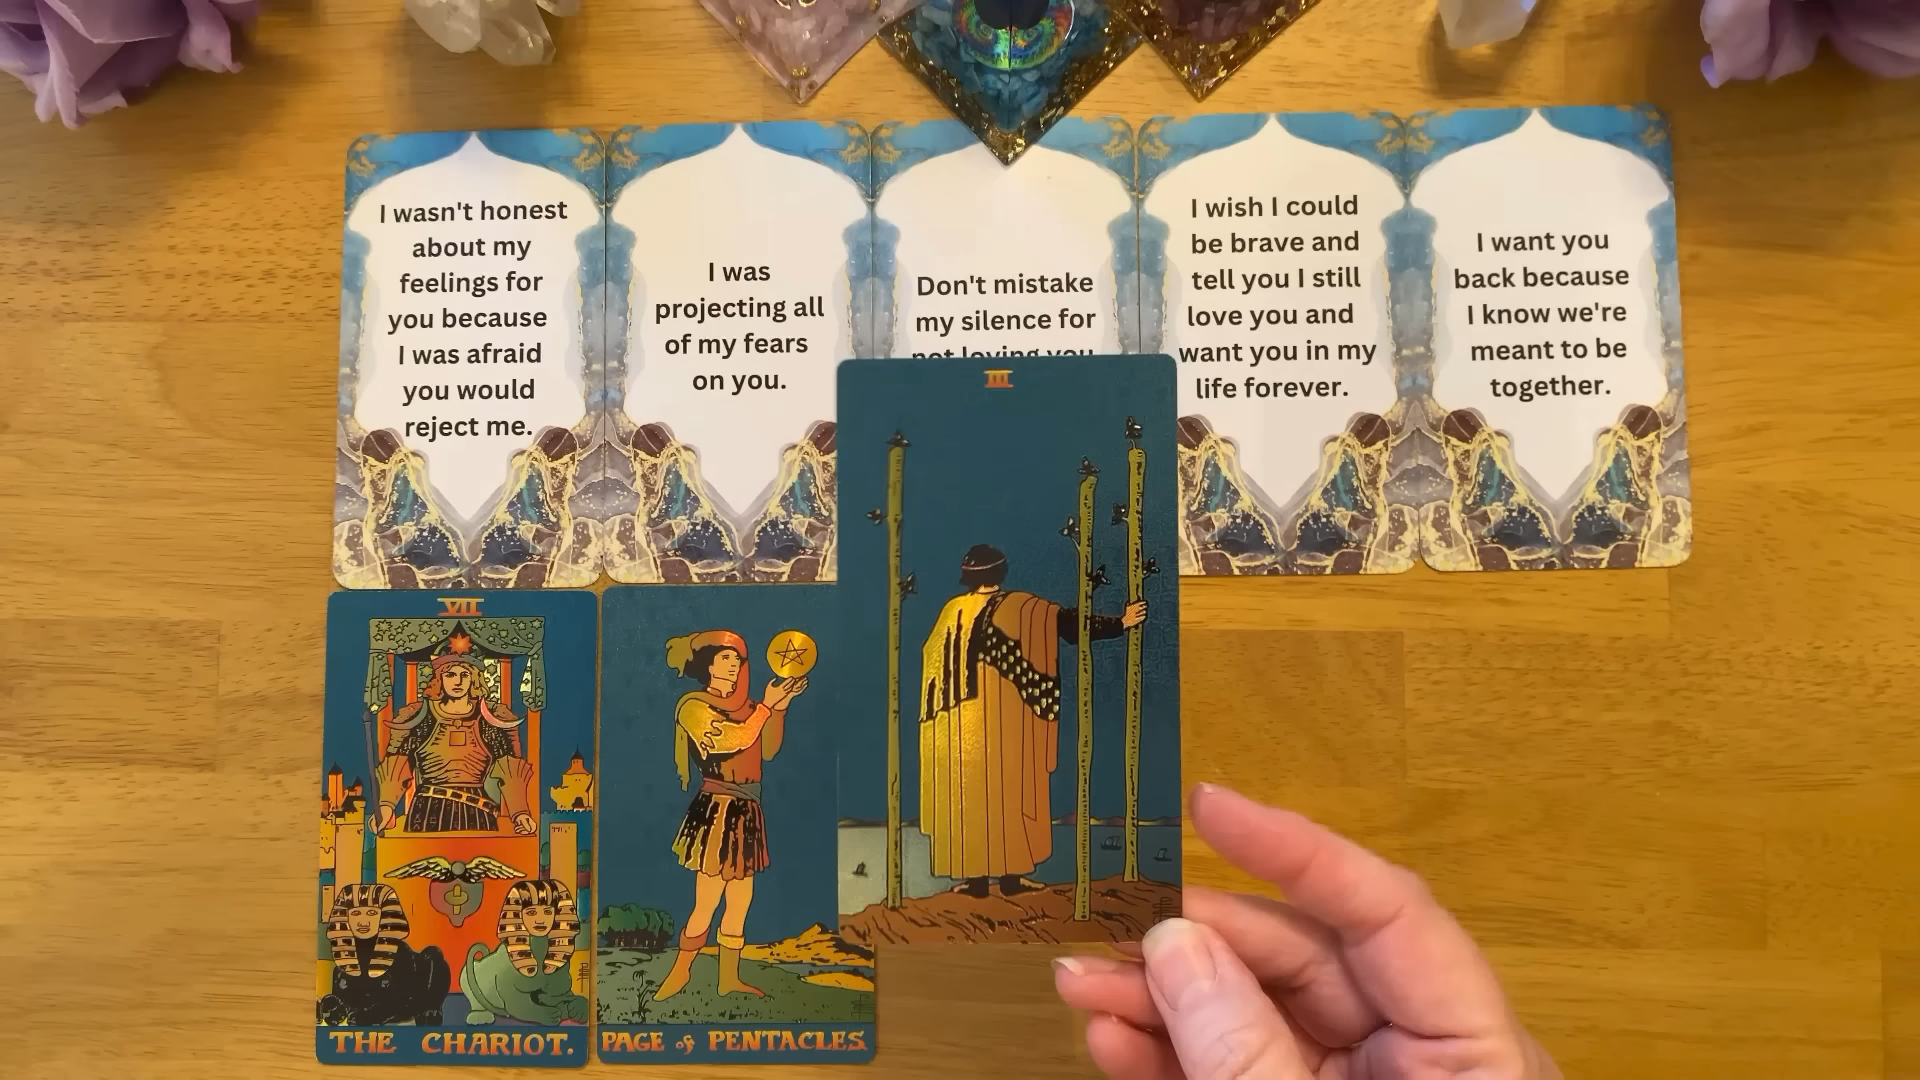 I wasn't honest
about my
feelings for
you because
I was afraid
you would
reject me.
I was
projecting all
of my fears
on you.
Don't mistake
my silence for
not loving you
I wish I could
be brave and
tell you I still
love you and
want you in my
life forever.
I want you
back because
I know we're
meant to be
together.
III
VII
THE CHARIOT.
PAGE of PENTACLES.